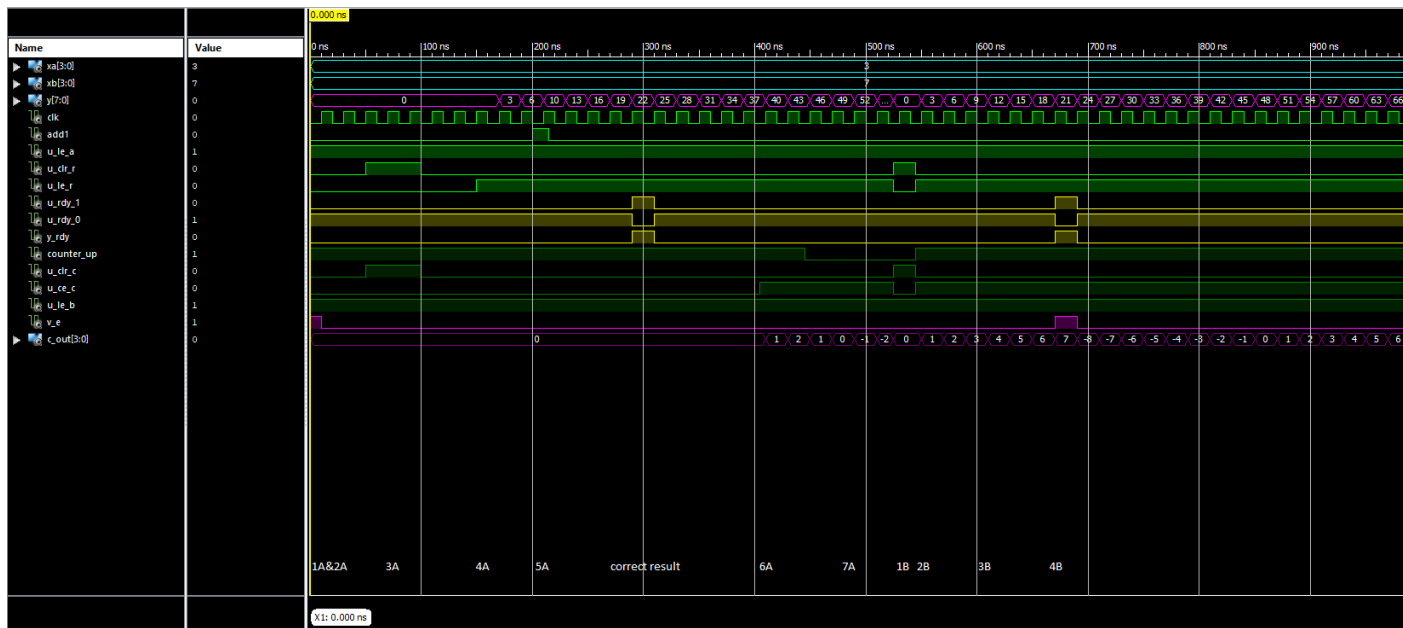 0.000 ns
Name Value 0 ns 100 ns 200 ns 300 ns 400 ns 500 ns 600 ns 700 ns 800 ns 900 ns
xa[3:0] 3 3
xb[3:0] 7 7
y[7:0] 0 0 3 6 10 13 16 19 22 25 28 31 34 37 40 43 46 49 52 ... 0 3 6 9 12 15 18 21 24 27 30 33 36 39 42 45 48 51 54 57 60 63 66
clk 0
add1 0
u_le_a 1
u_clr_r 0
u_le_r 0
u_rdy_1 0
u_rdy_0 1
y_rdy 0
counter_up 1
u_clr_c 0
u_ce_c 0
u_le_b 1
v_e 1
c_out[3:0] 0 0 1 2 1 0 -1 -2 0 1 2 3 4 5 6 7 -8 -7 -6 -5 -4 -3 -2 -1 0 1 2 3 4 5 6
1A&2A 3A 4A 5A correct result 6A 7A 1B 2B 3B 4B
X1: 0.000 ns